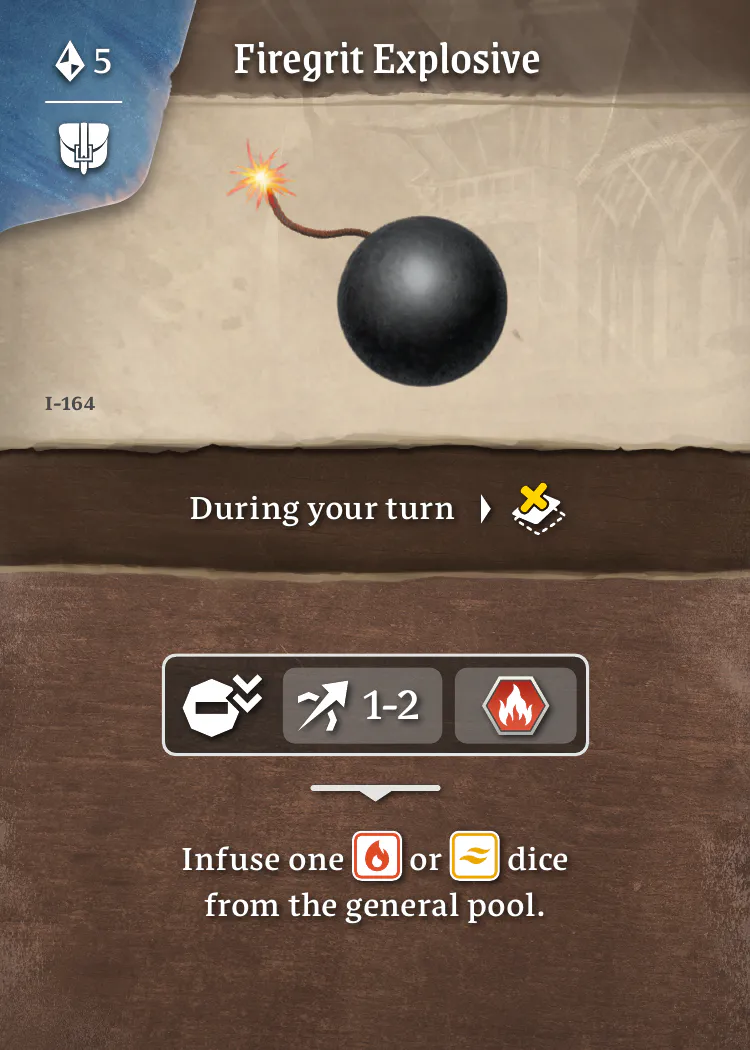 5
Firegrit Explosive
I-164
During your turn
1-2
Infuse one or dice
from the general pool.